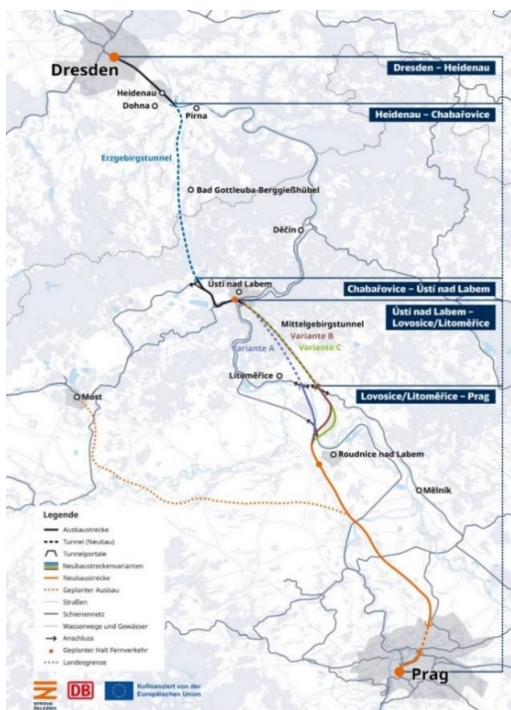 Dresden
Dresden – Heidenau
Heidenau
Dohna
Pirna
Heidenau – Chabařovice
Erzgebirgstunnel
Bad Gottleuba-Berggießhübel
Děčín
Ústí nad Labem
Chabařovice – Ústí nad Labem
Ústí nad Labem –
Lovosice/Litoměřice
Mittelgebirgstunnel
Variante B
Variante A
Variante C
Litoměřice
Lovosice/Litoměřice – Prag
Most
Roudnice nad Labem
Mělník
Legende
Ausbaustrecke
Tunnel (Neubau)
Tunnelportale
Neubaustreckenvarianten
Neubaustrecke
Geplanter Ausbau
Straßen
Schienennetz
Wasserwege und Gewässer
Anschluss
Geplanter Halt Fernverkehr
Landesgrenze
Prag
SPRÁVA
ŽELEZNIC
DB
Kofinanziert von der
Europäischen Union